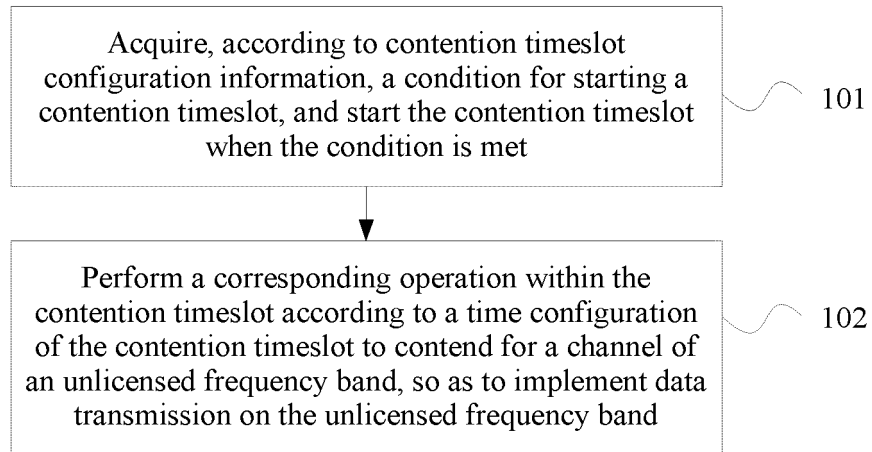 Acquire, according to contention timeslot
configuration information, a condition for starting a
contention timeslot, and start the contention timeslot
when the condition is met
101
Perform a corresponding operation within the
contention timeslot according to a time configuration
of the contention timeslot to contend for a channel of
an unlicensed frequency band, so as to implement data
transmission on the unlicensed frequency band
102